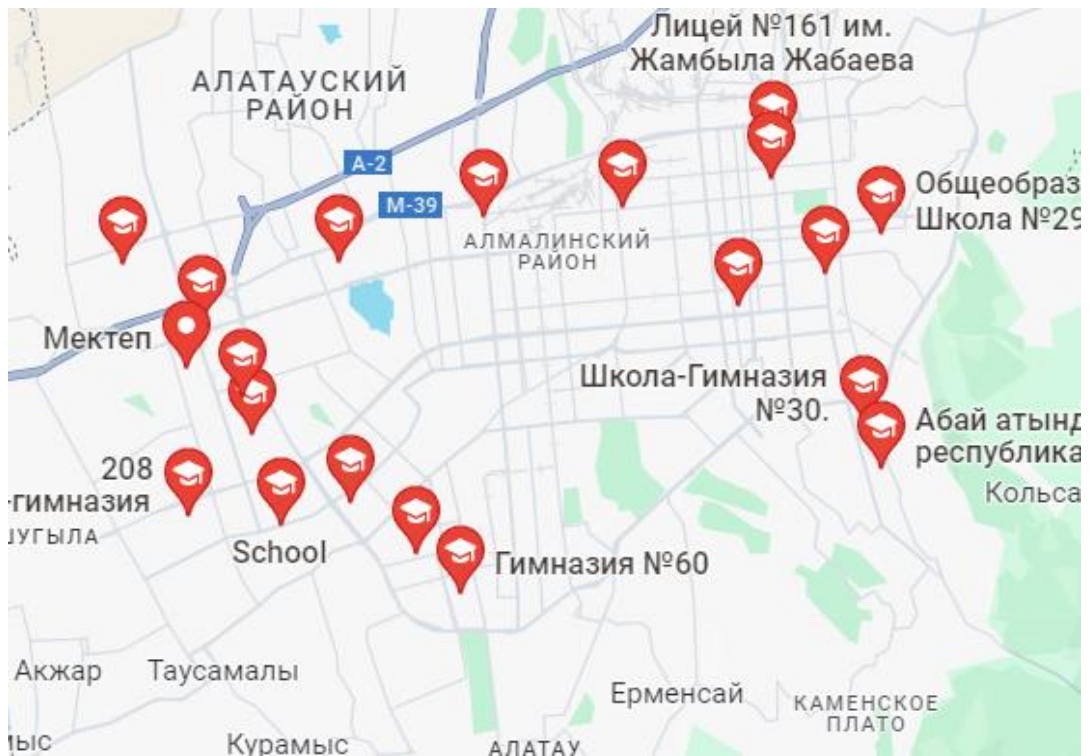 Лицей №161 им.
Жамбыла Жабаева
АЛАТАУСКИЙ
РАЙОН
А-2
М-39
Общеобраз
Школа №29
АЛМАЛИНСКИЙ
РАЙОН
Мектеп
Школа-Гимназия
№30.
Абай атынд
республика
208
-гимназия
Кольса
ШУГЫЛА
School
Гимназия №60
Акжар
Таусамалы
Ерменсай
КАМЕНСКОЕ
ПЛАТО
Курамыс
АЛАТАУ